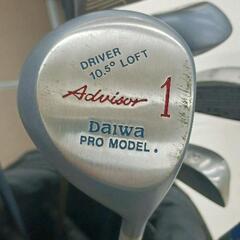 DRIVER
10.5° LOFT
Advisor 1
Daiwa
PRO MODEL.